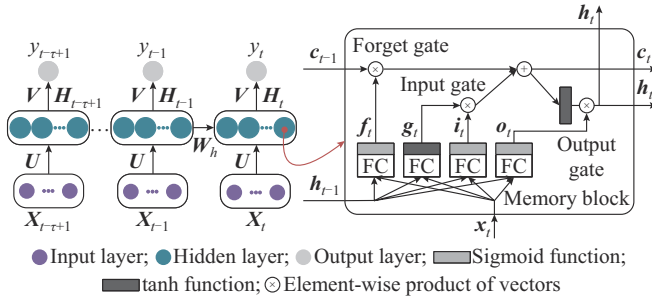 y_{t-τ+1} y_{t-1} y_t
V H_{t-τ+1} V H_{t-1} V H_t
... ... ... ...
W_h
U U U
... ... ...
X_{t-τ+1} X_{t-1} X_t
h_t
c_{t-1} Forget gate c_t
× +
Input gate h_t
× ×
f_t g_t i_t o_t Output
gate
FC FC FC FC
h_{t-1} Memory block
x_t
Input layer; Hidden layer; Output layer; Sigmoid function;
tanh function; ⊗ Element-wise product of vectors